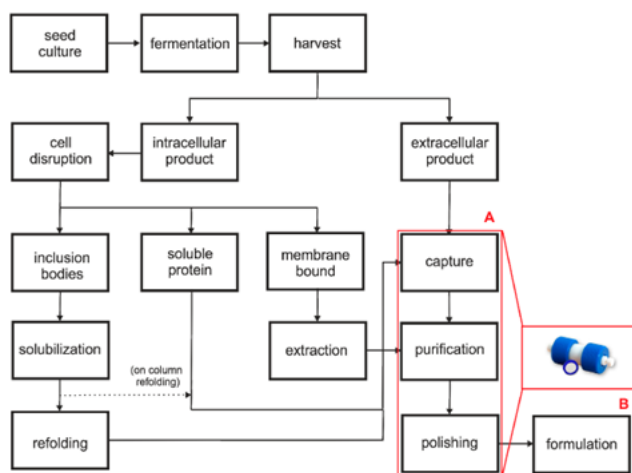 seed
culture
fermentation
harvest
cell
disruption
intracellular
product
extracellular
product
A
inclusion
bodies
soluble
protein
membrane
bound
capture
solubilization
extraction
purification
(on column
refolding)
B
refolding
polishing
formulation